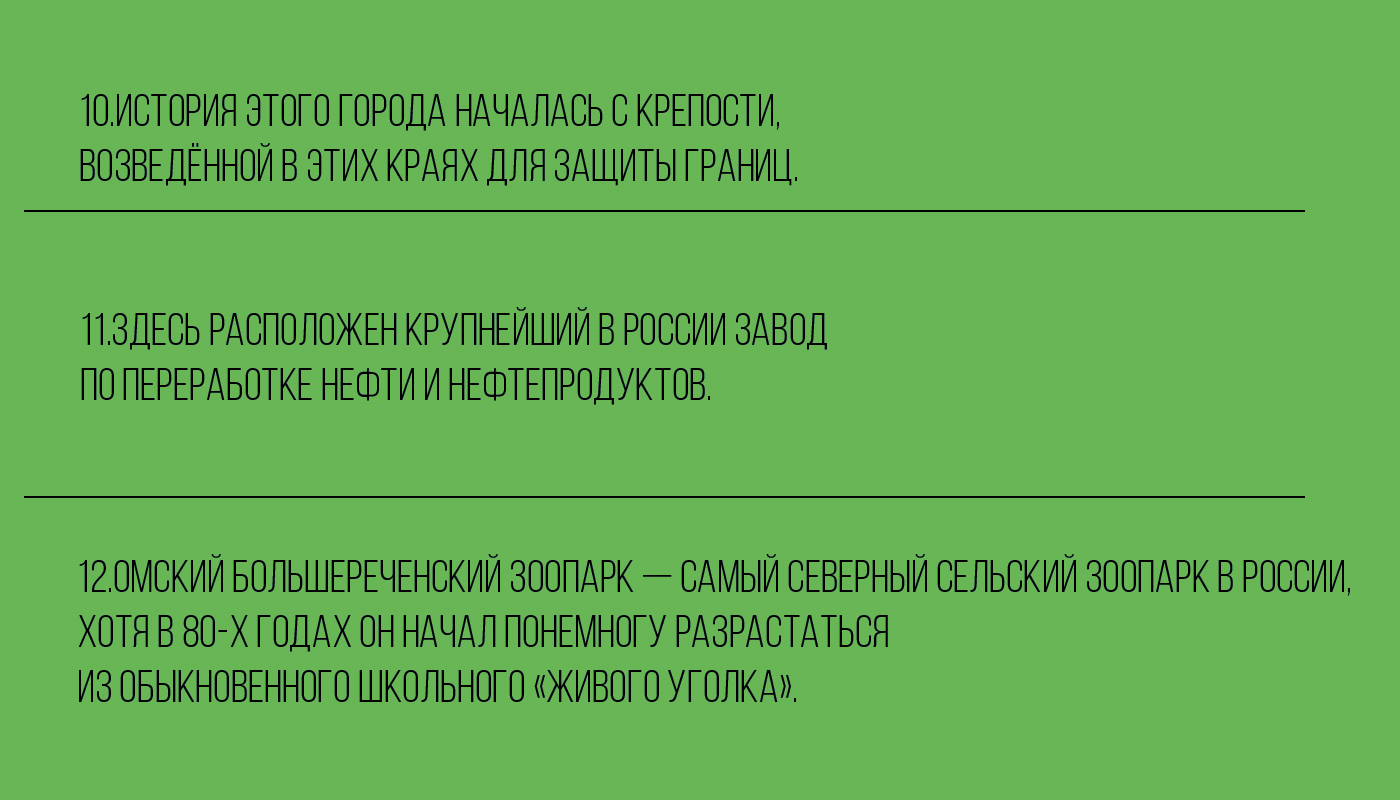 10.ИСТОРИЯ ЭТОГО ГОРОДА НАЧАЛАСЬ С КРЕПОСТИ,
ВОЗВЕДЁННОЙ В ЭТИХ КРАЯХ ДЛЯ ЗАЩИТЫ ГРАНИЦ.
11.ЗДЕСЬ РАСПОЛОЖЕН КРУПНЕЙШИЙ В РОССИИ ЗАВОД
ПО ПЕРЕРАБОТКЕ НЕФТИ И НЕФТЕПРОДУКТОВ.
12.ОМСКИЙ БОЛЬШЕРЕЧЕНСКИЙ ЗООПАРК — САМЫЙ СЕВЕРНЫЙ СЕЛЬСКИЙ ЗООПАРК В РОССИИ,
ХОТЯ В 80-Х ГОДАХ ОН НАЧАЛ ПОНЕМНОГУ РАЗРАСТАТЬСЯ
ИЗ ОБЫКНОВЕННОГО ШКОЛЬНОГО «ЖИВОГО УГОЛКА».